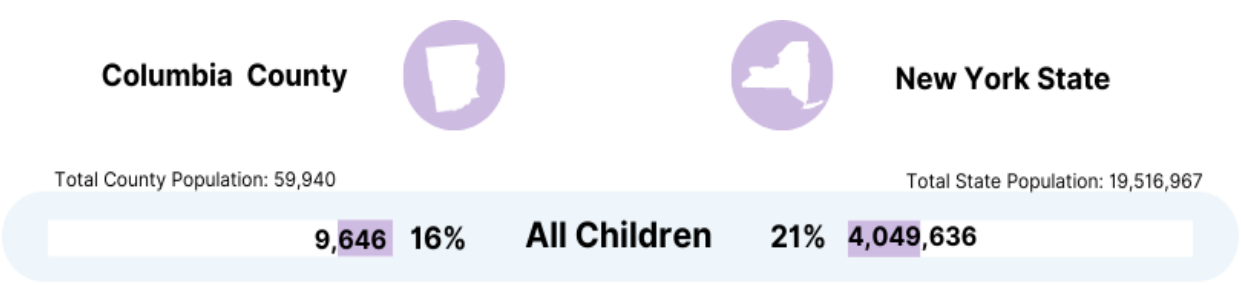 Columbia County
New York State
Total County Population: 59,940
Total State Population: 19,516,967
9,646 16% All Children 21% 4,049,636